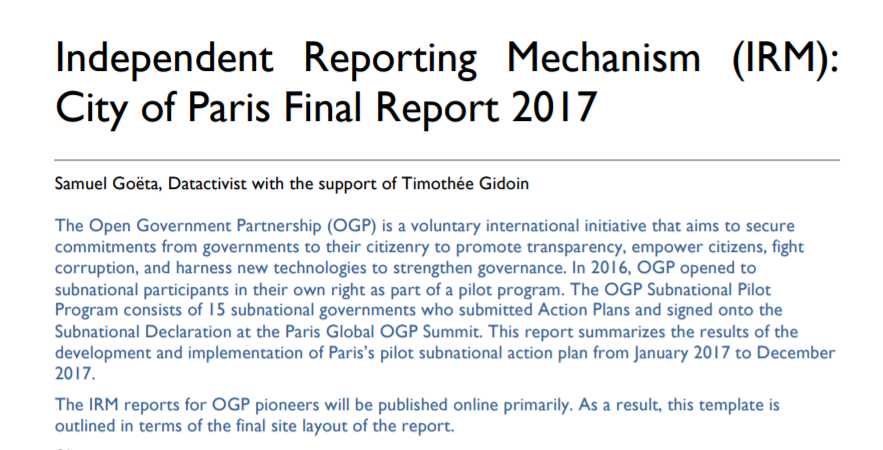 Independent Reporting Mechanism (IRM):
City of Paris Final Report 2017
Samuel Goëta, Datactivist with the support of Timothée Gidoin
The Open Government Partnership (OGP) is a voluntary international initiative that aims to secure
commitments from governments to their citizenry to promote transparency, empower citizens, fight
corruption, and harness new technologies to strengthen governance. In 2016, OGP opened to
subnational participants in their own right as part of a pilot program. The OGP Subnational Pilot
Program consists of 15 subnational governments who submitted Action Plans and signed onto the
Subnational Declaration at the Paris Global OGP Summit. This report summarizes the results of the
development and implementation of Paris's pilot subnational action plan from January 2017 to December
2017.
The IRM reports for OGP pioneers will be published online primarily. As a result, this template is
outlined in terms of the final site layout of the report.